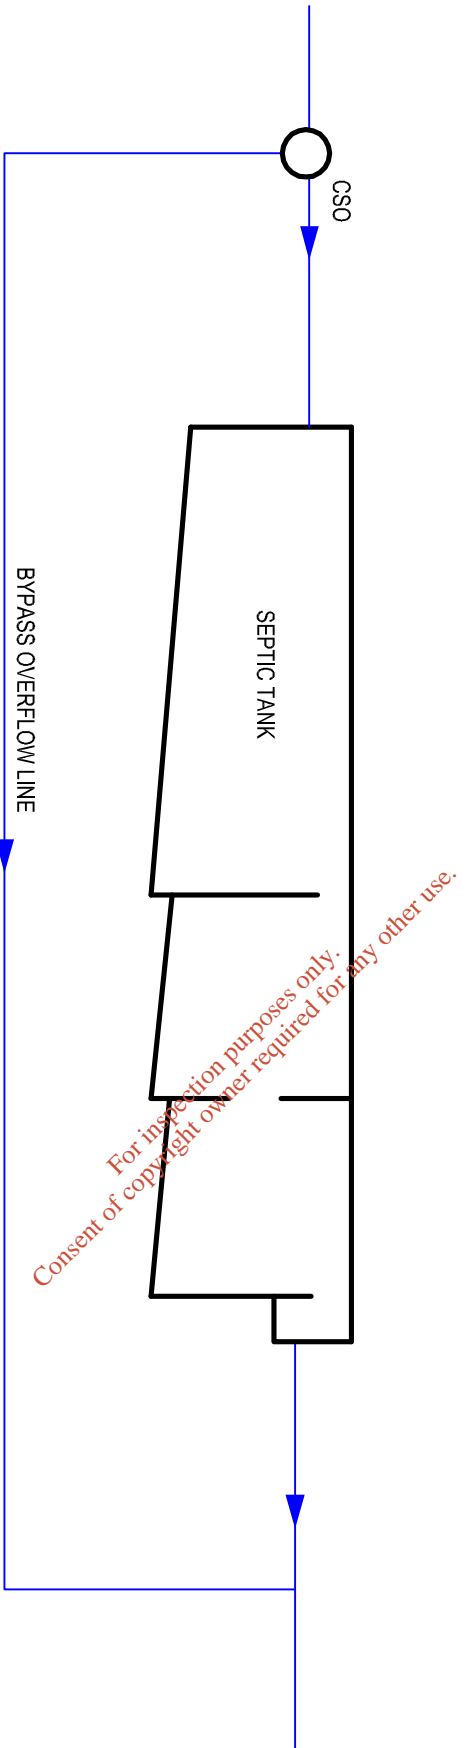 CSO
SEPTIC TANK
BYPASS OVERFLOW LINE
For inspection purposes only.
Consent of copyright owner required for any other use.